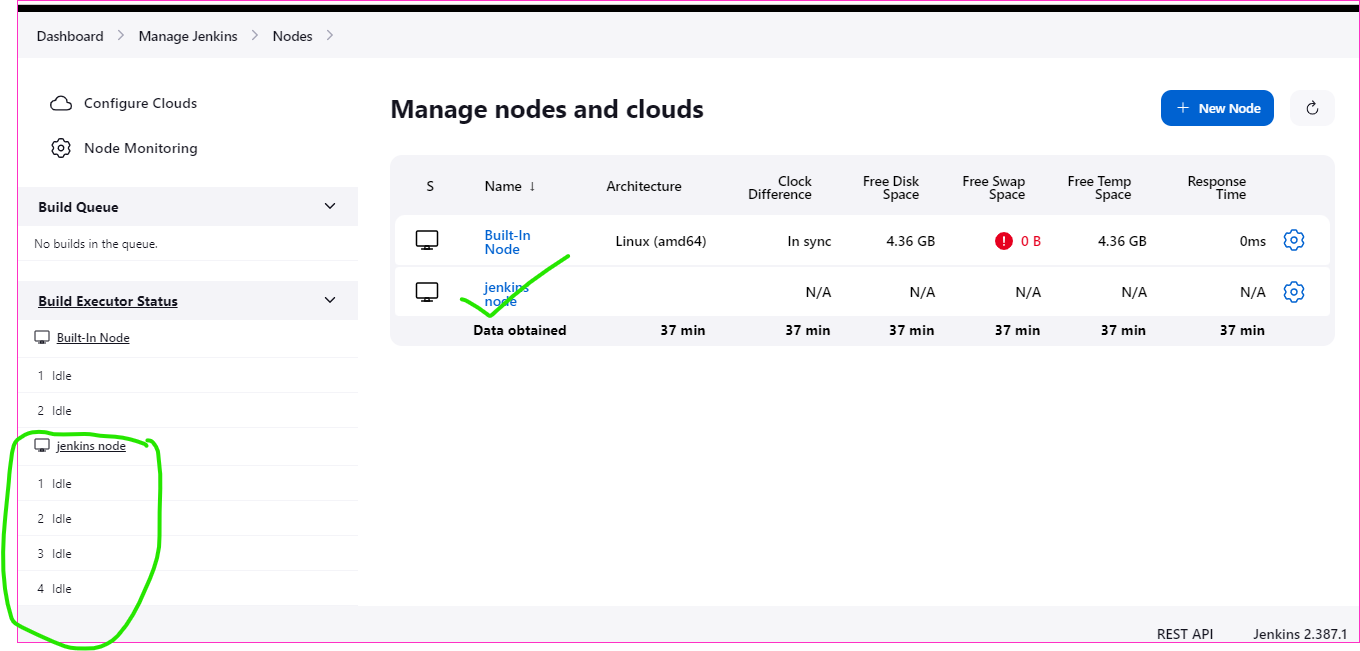 Dashboard > Manage Jenkins > Nodes >
Configure Clouds
Node Monitoring
Build Queue
No builds in the queue.
Build Executor Status
Built-In Node
1 Idle
2 Idle
jenkins node
1 Idle
2 Idle
3 Idle
4 Idle
Manage nodes and clouds
+ New Node
S Name ↓ Architecture Clock Difference Free Disk Space Free Swap Space Free Temp Space Response Time
Built-In Node Linux (amd64) In sync 4.36 GB ! 0 B 4.36 GB 0ms
jenkins node N/A N/A N/A N/A N/A
Data obtained 37 min 37 min 37 min 37 min 37 min 37 min
REST API Jenkins 2.387.1